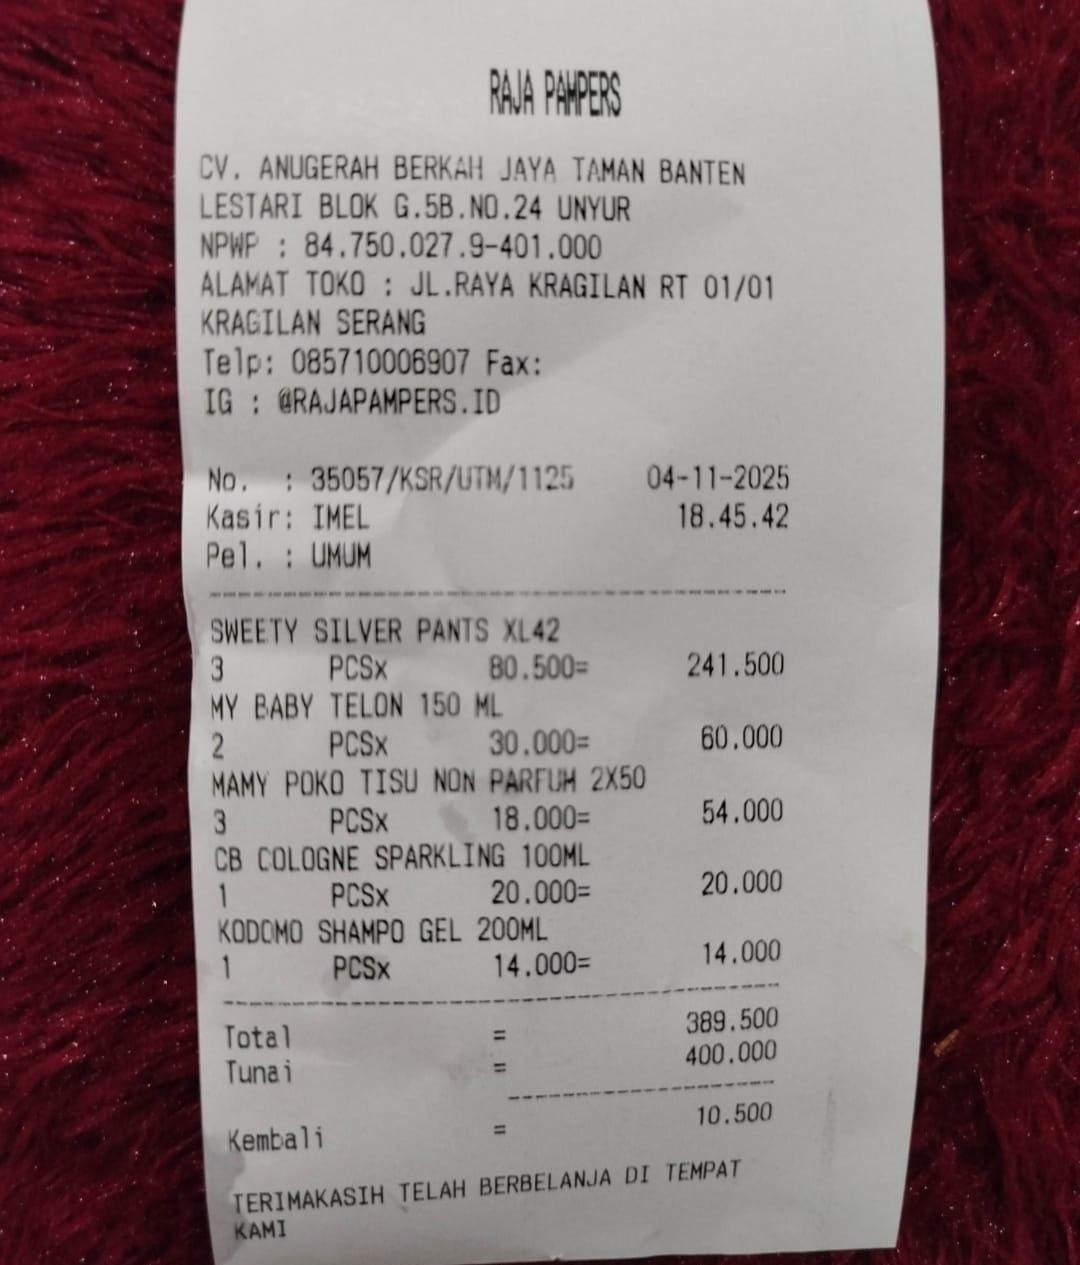 RAJA PAMPERS
CV. ANUGERAH BERKAH JAYA TAMAN BANTEN
LESTARI BLOK G.5B.NO.24 UNYUR
NPWP : 84.750.027.9-401.000
ALAMAT TOKO : JL.RAYA KRAGILAN RT 01/01
KRAGILAN SERANG
Telp: 085710006907 Fax:
IG : @RAJAPAMPERS.ID
No. : 35057/KSR/UTM/1125 04-11-2025
Kasir: IMEL 18.45.42
Pel. : UMUM
SWEETY SILVER PANTS XL42
3 PCSx 80.500= 241.500
MY BABY TELON 150 ML
2 PCSx 30.000= 60.000
MAMY POKO TISU NON PARFUM 2X50
3 PCSx 18.000= 54.000
CB COLOGNE SPARKLING 100ML
1 PCSx 20.000= 20.000
KODOMO SHAMPO GEL 200ML
1 PCSx 14.000= 14.000
Total = 389.500
Tunai = 400.000
Kembali = 10.500
TERIMAKASIH TELAH BERBELANJA DI TEMPAT
KAMI